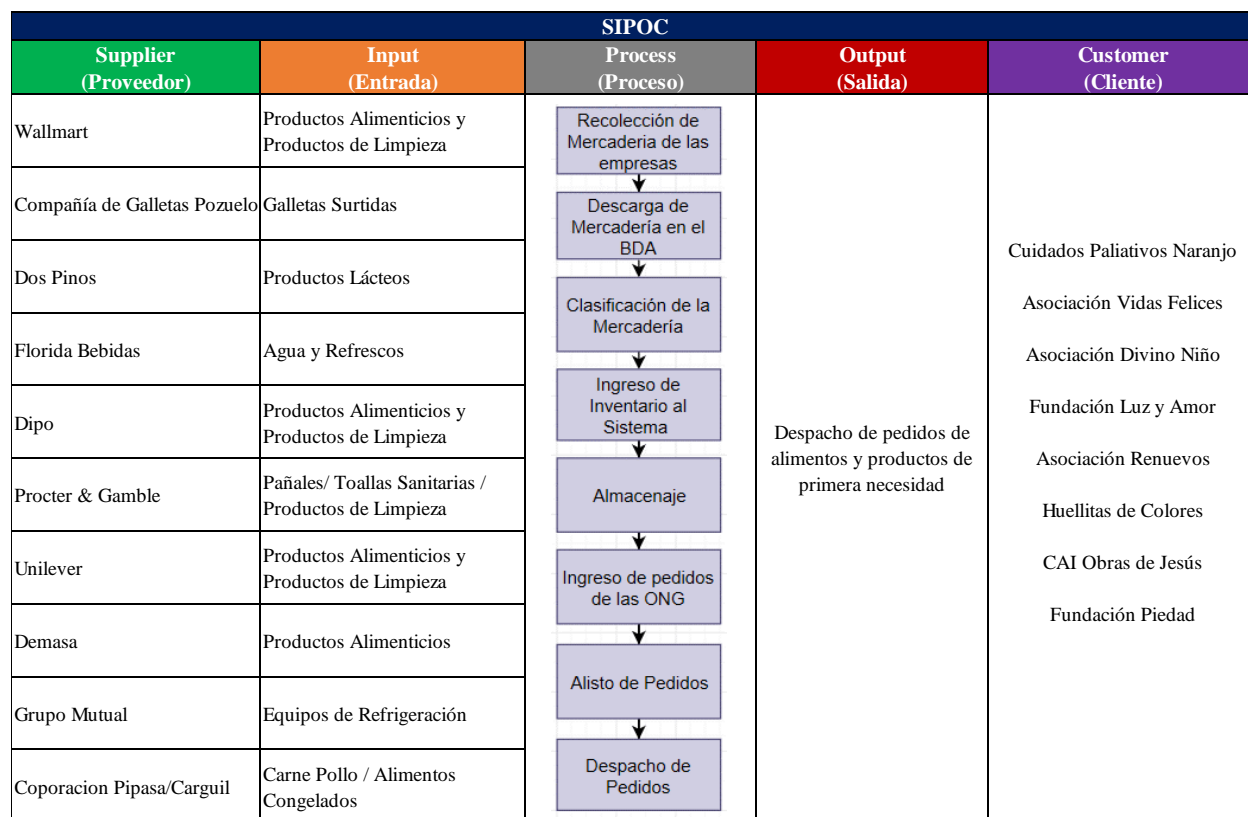 SIPOC
Supplier
(Proveedor)
Input
(Entrada)
Process
(Proceso)
Output
(Salida)
Customer
(Cliente)
Wallmart
Productos Alimenticios y
Productos de Limpieza
Compañía de Galletas Pozuelo
Galletas Surtidas
Dos Pinos
Productos Lácteos
Florida Bebidas
Agua y Refrescos
Dipo
Productos Alimenticios y
Productos de Limpieza
Procter & Gamble
Pañales/ Toallas Sanitarias /
Productos de Limpieza
Unilever
Productos Alimenticios y
Productos de Limpieza
Demasa
Productos Alimenticios
Grupo Mutual
Equipos de Refrigeración
Coporacion Pipasa/Carguil
Carne Pollo / Alimentos
Congelados
Recolección de
Mercaderia de las
empresas
Descarga de
Mercadería en el
BDA
Clasificación de la
Mercadería
Ingreso de
Inventario al
Sistema
Almacenaje
Ingreso de pedidos
de las ONG
Alisto de Pedidos
Despacho de
Pedidos
Despacho de pedidos de
alimentos y productos de
primera necesidad
Cuidados Paliativos Naranjo
Asociación Vidas Felices
Asociación Divino Niño
Fundación Luz y Amor
Asociación Renuevos
Huellitas de Colores
CAI Obras de Jesús
Fundación Piedad